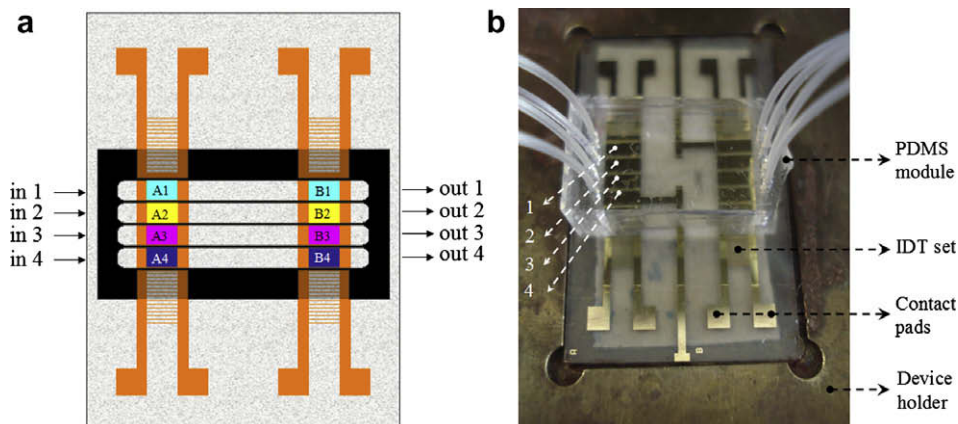 a
in 1
in 2
in 3
in 4
A1
A2
A3
A4
B1
B2
B3
B4
out 1
out 2
out 3
out 4
b
1
2
3
4
PDMS
module
IDT set
Contact
pads
Device
holder
B